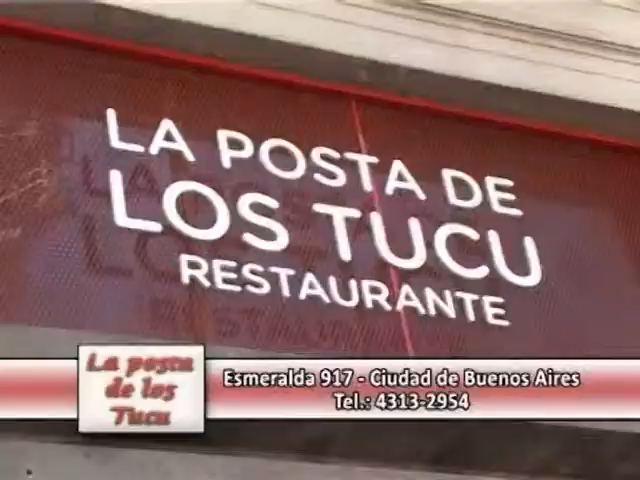 LA POSTA DE
LOS TUCU
RESTAURANTE
La posta
de los
Tucu
Esmeralda 917 - Ciudad de Buenos Aires
Tel.: 4313-2954